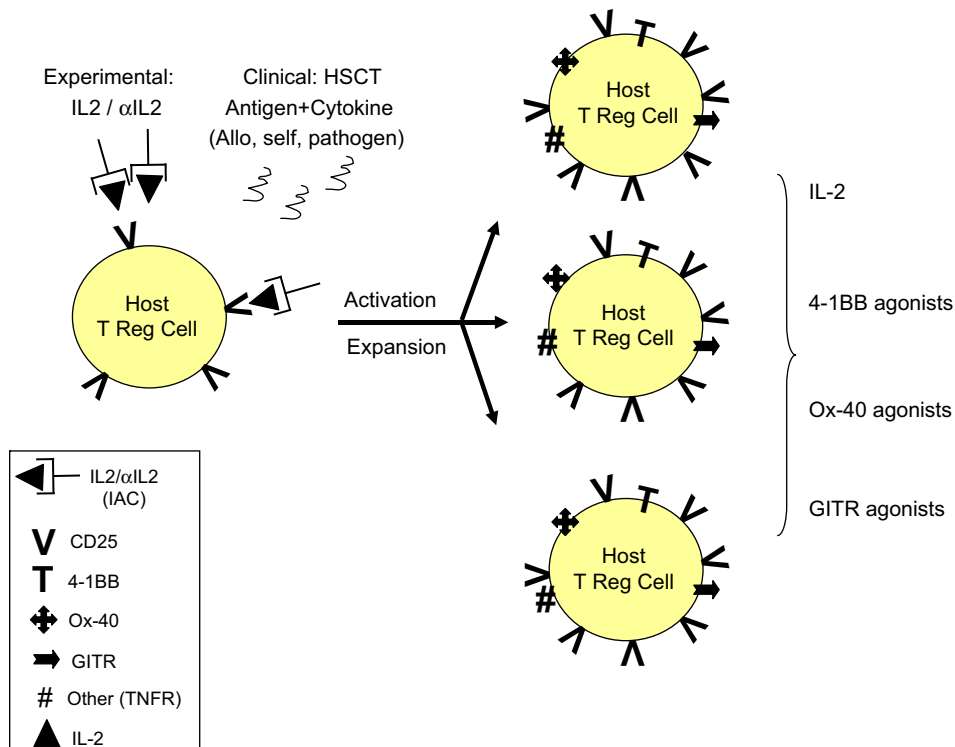 Experimental:
IL2 / αIL2
Clinical: HSCT
Antigen+Cytokine
(Allo, self, pathogen)
Host
T Reg Cell
Activation
Expansion
Host
T Reg Cell
Host
T Reg Cell
Host
T Reg Cell
IL-2
4-1BB agonists
Ox-40 agonists
GITR agonists
IL2/αIL2
(IAC)
V CD25
T 4-1BB
Ox-40
GITR
# Other (TNFR)
IL-2